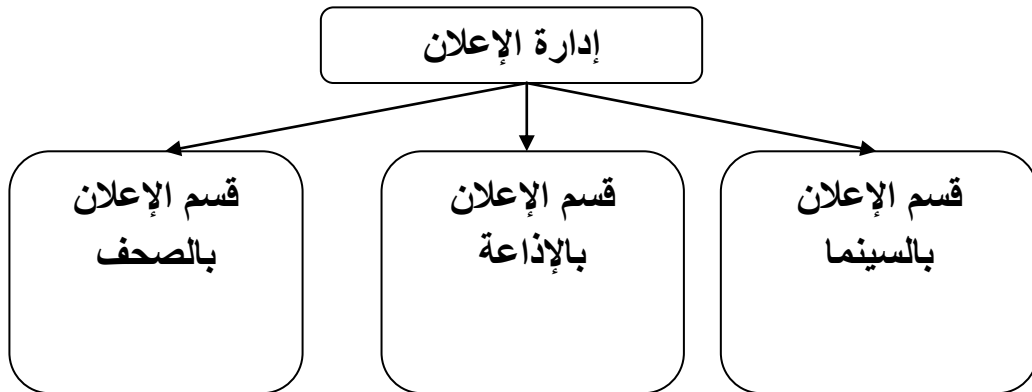 إدارة الإعلان
قسم الإعلان
بالسينما
قسم الإعلان
بالإذاعة
قسم الإعلان
بالصحف